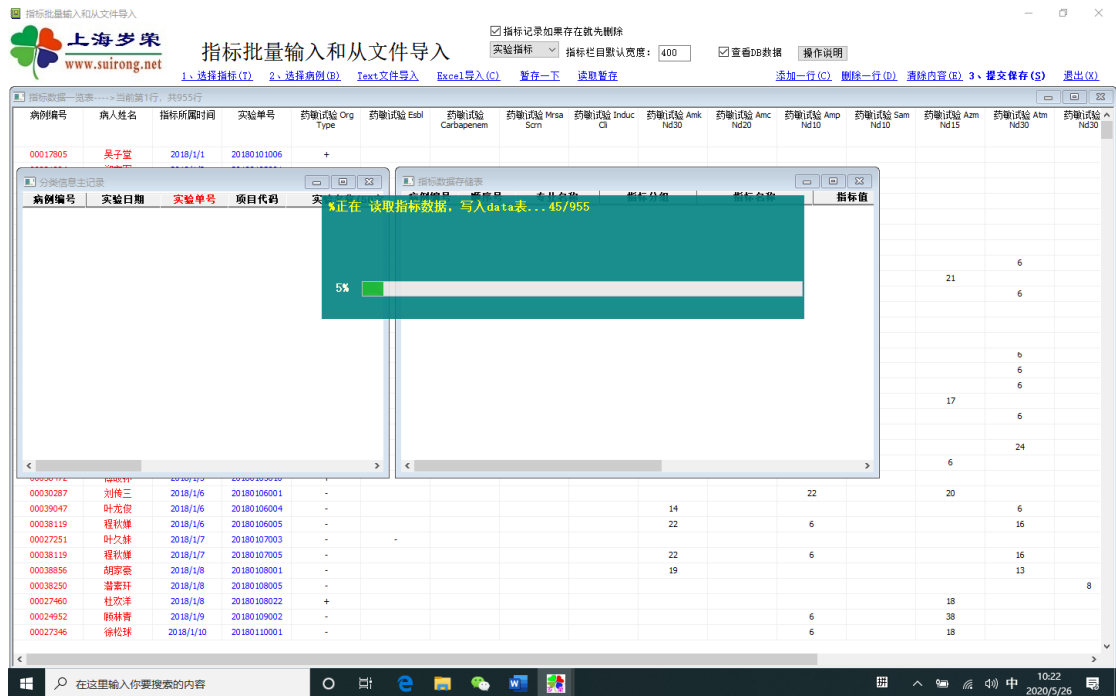 指标批量输入和从文件导入
上海岁荣
www.suirong.net
指标批量输入和从文件导入
指标记录如果存在就先删除
实验指标 指标栏目默认宽度: 400 查看DB数据 操作说明
1、选择指标(T) 2、选择病例(B) Text文件导入 Excel导入(C) 暂存一下 读取暂存 添加一行(C) 删除一行(D) 清除内容(E) 3、提交保存(S) 退出(X)
指标数据一览表---->当前第1行, 共955行
病例编号 病人姓名 指标所属时间 实验单号 药敏试验 Org Type 药敏试验 Esbl 药敏试验 Carbapenem 药敏试验 Mrsa Scrn 药敏试验 Induc Cli 药敏试验 Amk Nd30 药敏试验 Amc Nd20 药敏试验 Amp Nd10 药敏试验 Sam Nd10 药敏试验 Azm Nd15 药敏试验 Atm Nd30 药敏试验 Nd30
00017805 吴子堂 2018/1/1 20180101006 +
分类信息主记录
病例编号 实验日期 实验单号 项目代码
指标数据存储表
指标值
%正在 读取指标数据, 写入data表...45/955
5%
6
21
6
6
6
6
17
6
24
6
00030287 刘传三 2018/1/6 20180106001 - 22 20
00039047 叶龙俊 2018/1/6 20180106004 - 14 6
00038119 程秋婵 2018/1/6 20180106005 - 22 6 16
00027251 叶久妹 2018/1/7 20180107003 - -
00038119 程秋婵 2018/1/7 20180107005 - 22 6 16
00038856 胡家豪 2018/1/8 20180108001 - 19 13
00038250 潜素环 2018/1/8 20180108005 - 8
00027460 杜欢洋 2018/1/8 20180108022 + 18
00024952 顾林青 2018/1/9 20180109002 - 6 38
00027346 徐松球 2018/1/10 20180110001 - 6 18
在这里输入你要搜索的内容
中
10:22
2020/5/26